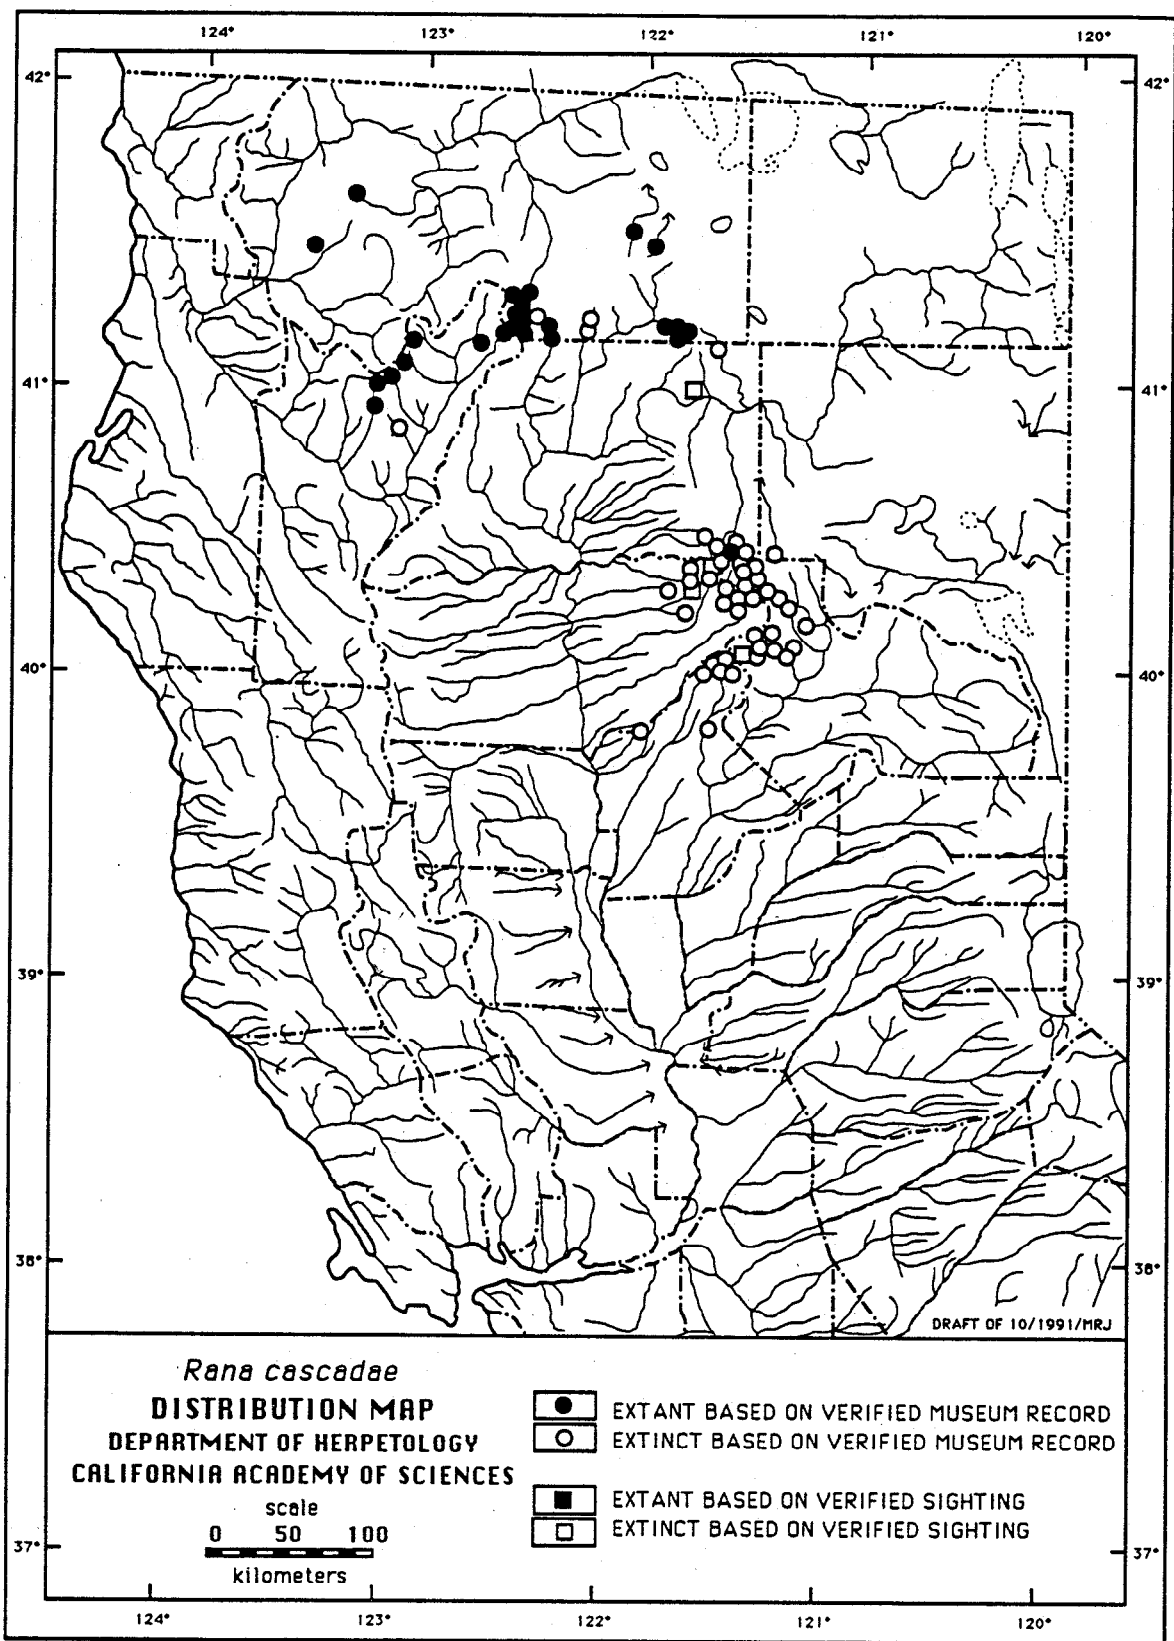 124° 123° 122° 121° 120°
42° 42°
41° 41°
40° 40°
39° 39°
38° 38°
DRAFT OF 10/1991/MRJ
Rana cascadae
DISTRIBUTION MAP
DEPARTMENT OF HERPETOLOGY
CALIFORNIA ACADEMY OF SCIENCES
scale
0 50 100
kilometers
EXTANT BASED ON VERIFIED MUSEUM RECORD
EXTINCT BASED ON VERIFIED MUSEUM RECORD
EXTANT BASED ON VERIFIED SIGHTING
EXTINCT BASED ON VERIFIED SIGHTING
37° 37°
124° 123° 122° 121° 120°